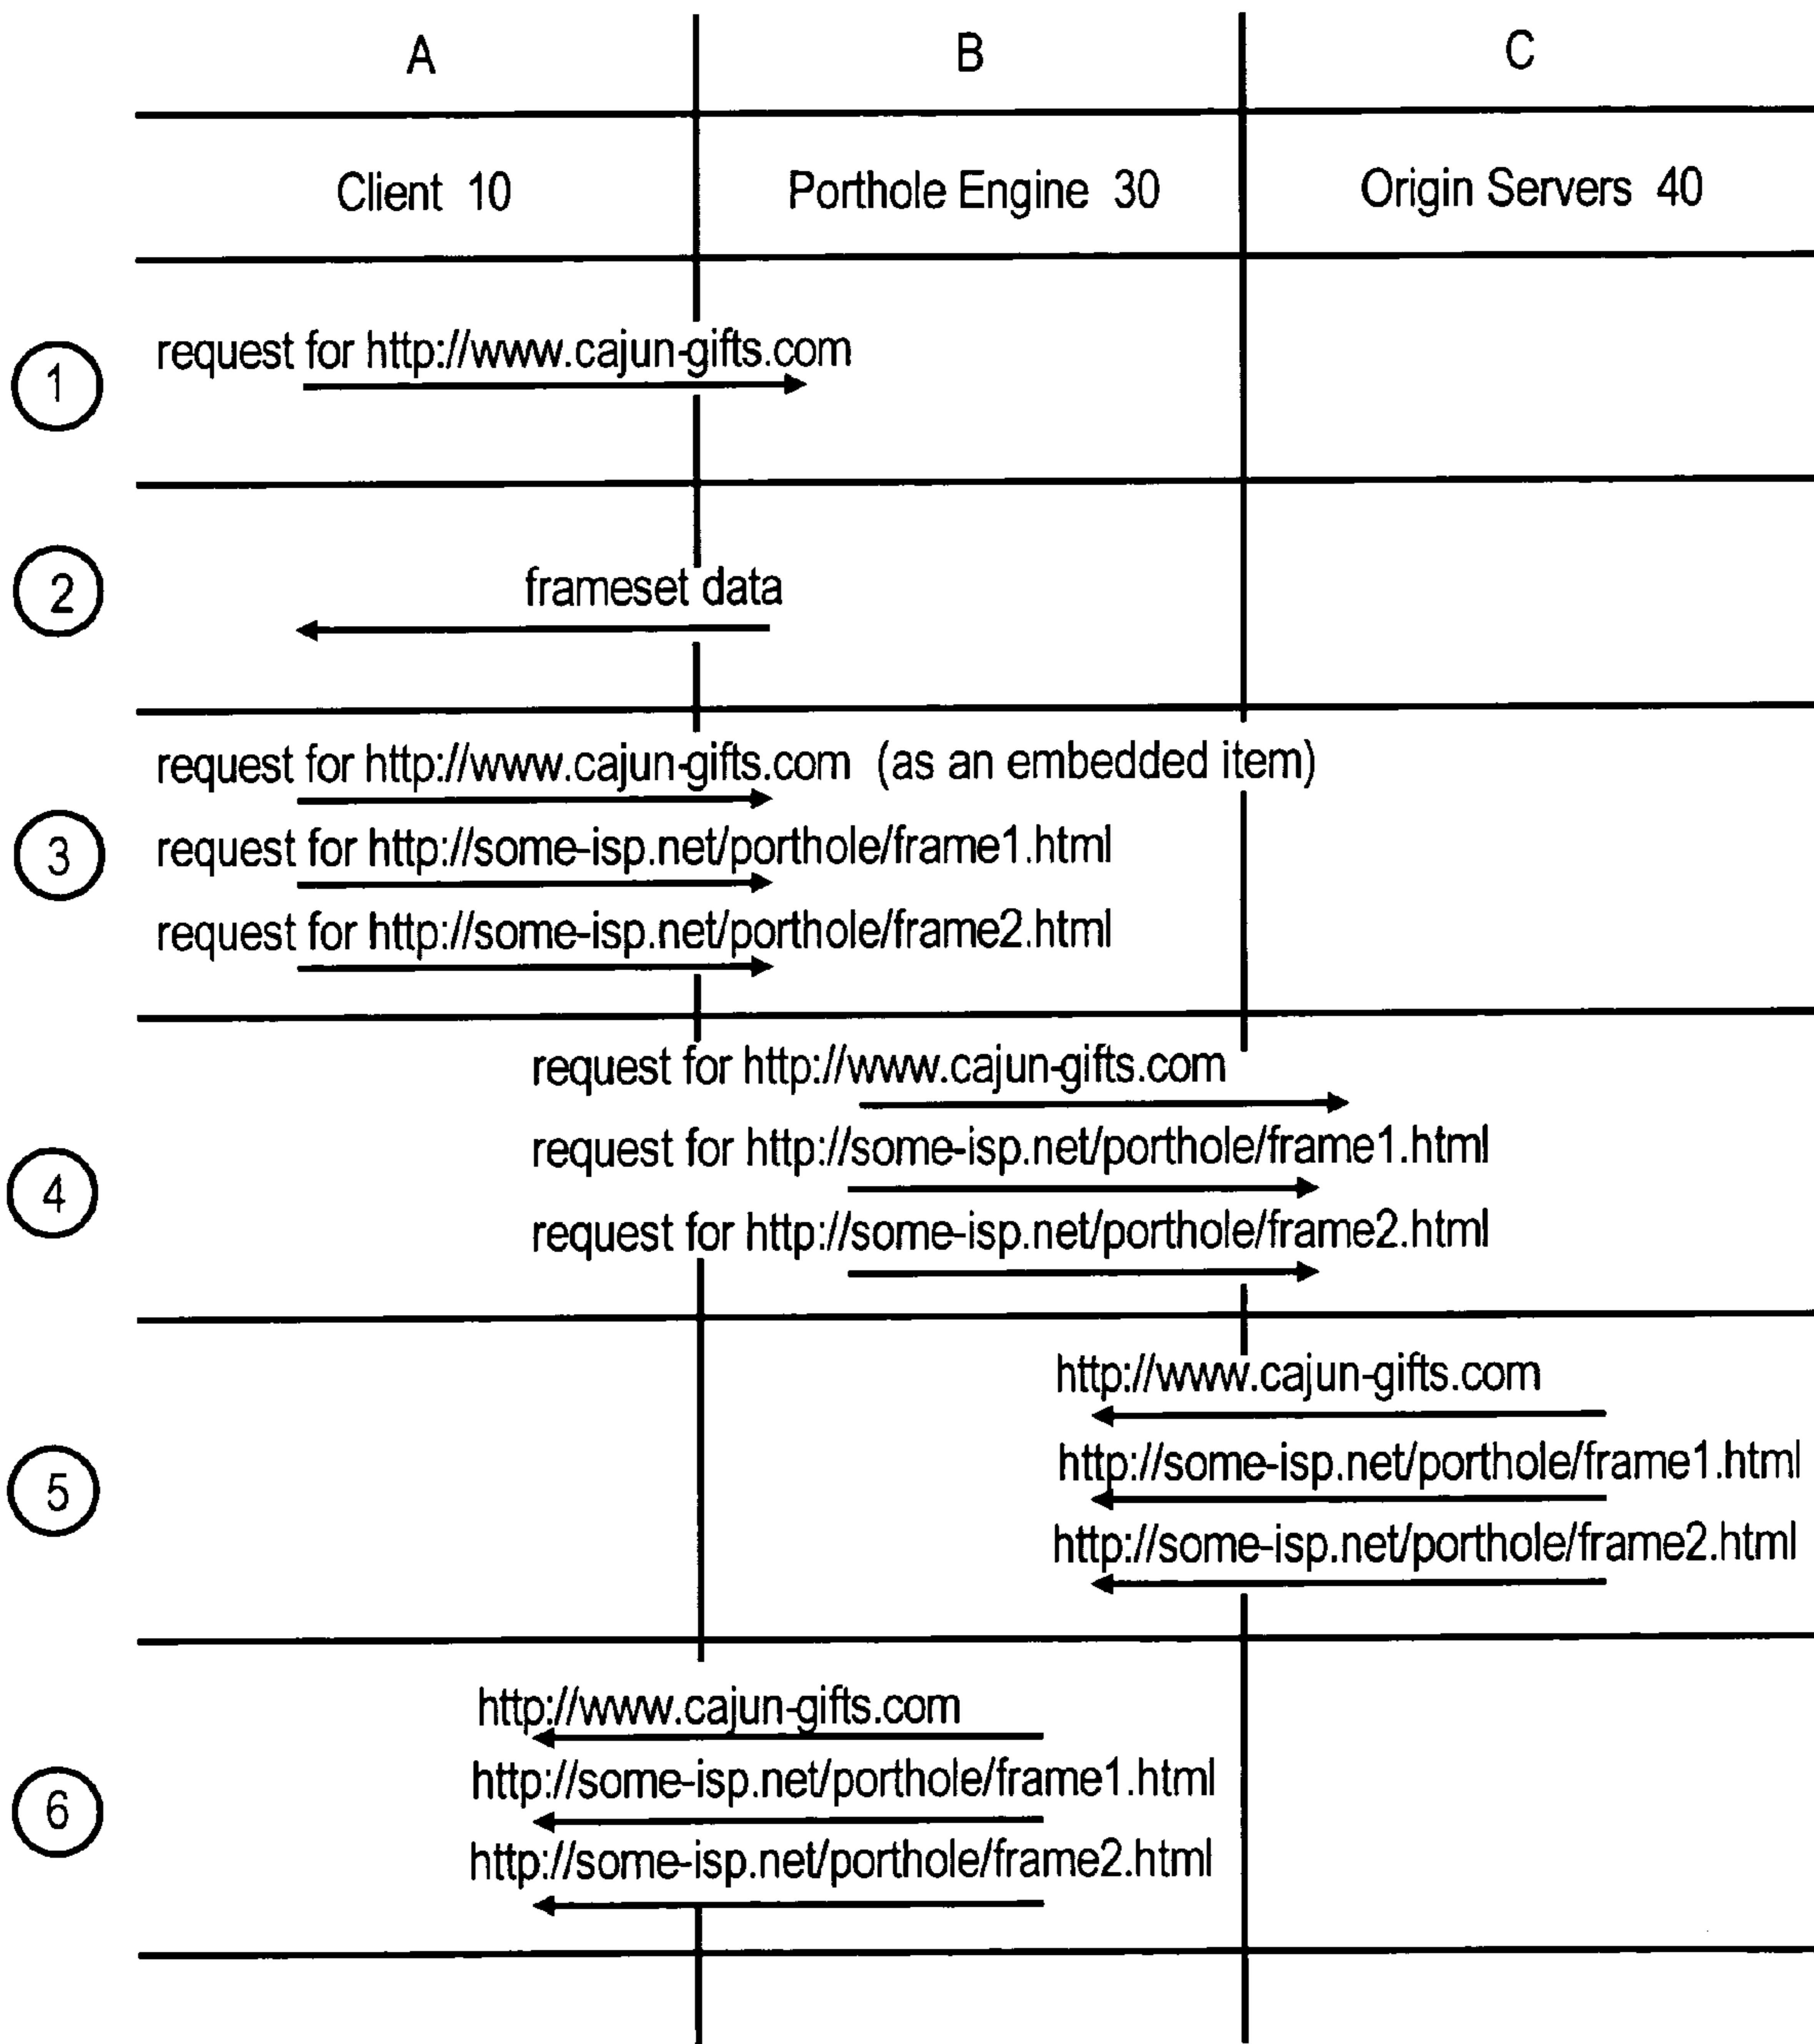 A
B
C
Client 10
Porthole Engine 30
Origin Servers 40
1
request for http://www.cajun-gifts.com
2
frameset data
3
request for http://www.cajun-gifts.com (as an embedded item)
request for http://some-isp.net/porthole/frame1.html
request for http://some-isp.net/porthole/frame2.html
4
request for http://www.cajun-gifts.com
request for http://some-isp.net/porthole/frame1.html
request for http://some-isp.net/porthole/frame2.html
5
http://www.cajun-gifts.com
http://some-isp.net/porthole/frame1.html
http://some-isp.net/porthole/frame2.html
6
http://www.cajun-gifts.com
http://some-isp.net/porthole/frame1.html
http://some-isp.net/porthole/frame2.html